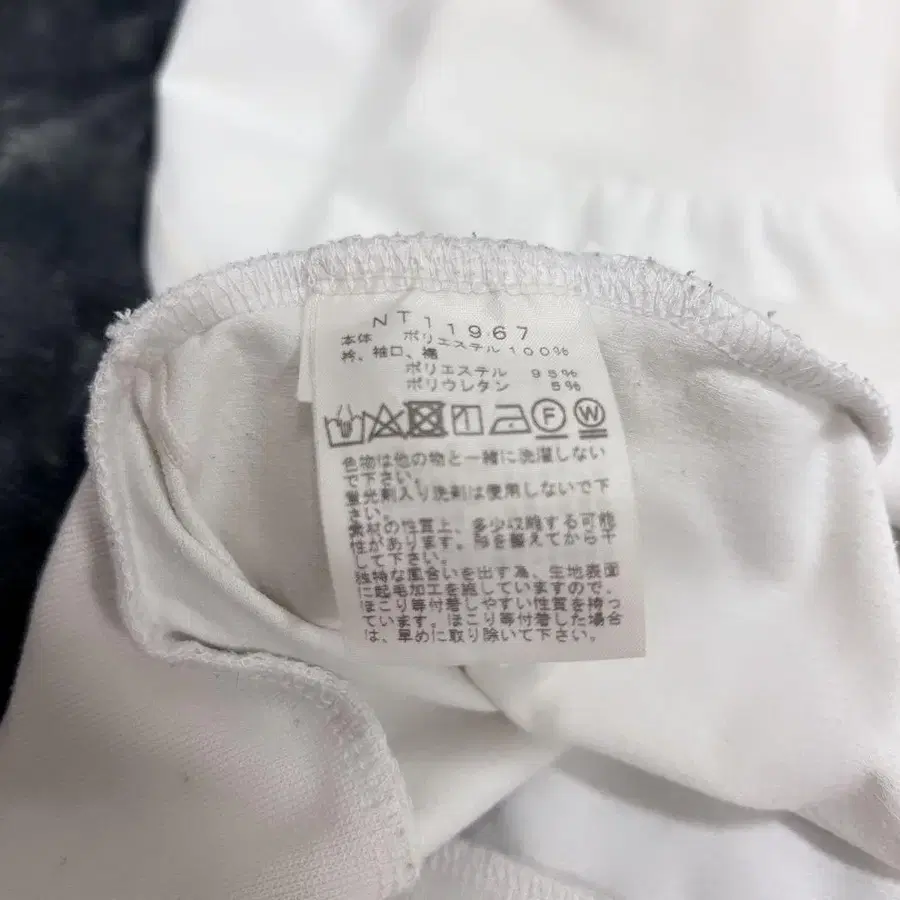 NT11967
本体 ポリエステル 100%
衿、袖口、裾
ポリエステル 95%
ポリウレタン 5%
F W
色物は他の物と一緒に洗濯しない
で下さい。
蛍光剤入り洗剤は使用しないで下
さい。
素材の性質上、多少収縮する可能
性があります。形を整えてから干
して下さい。
独特な風合いを出す為、生地表面
に起毛加工を施していますので、
ほこり等付着しやすい性質を持っ
ています。ほこり等付着した場合
は、早めに取り除いて下さい。